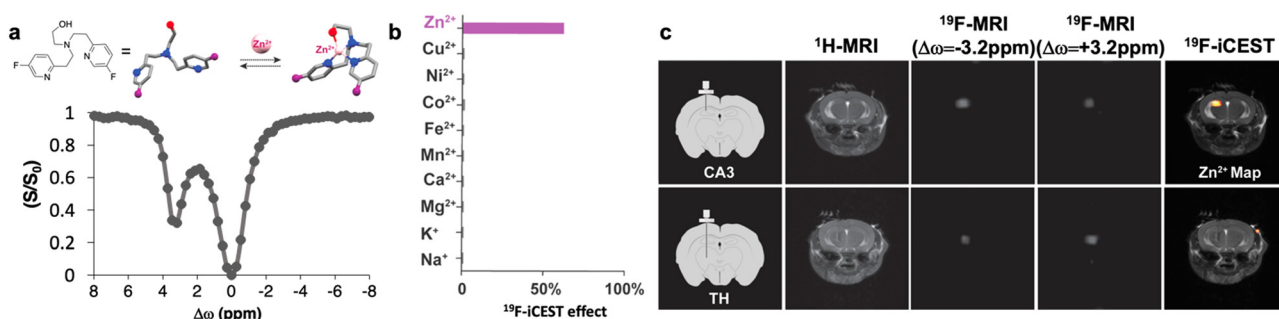 a
OH
N
N
N
F
F
=
Zn²⁺
Zn²⁺
(S/S₀)
1
0.8
0.6
0.4
0.2
0
8 6 4 2 0 -2 -4 -6 -8
Δω (ppm)
b
Zn²⁺
Cu²⁺
Ni²⁺
Co²⁺
Fe²⁺
Mn²⁺
Ca²⁺
Mg²⁺
K⁺
Na⁺
0 50% 100%
¹⁹F-iCEST effect
c
¹H-MRI
¹⁹F-MRI
(Δω=-3.2ppm)
¹⁹F-MRI
(Δω=+3.2ppm)
¹⁹F-iCEST
CA3
Zn²⁺ Map
TH